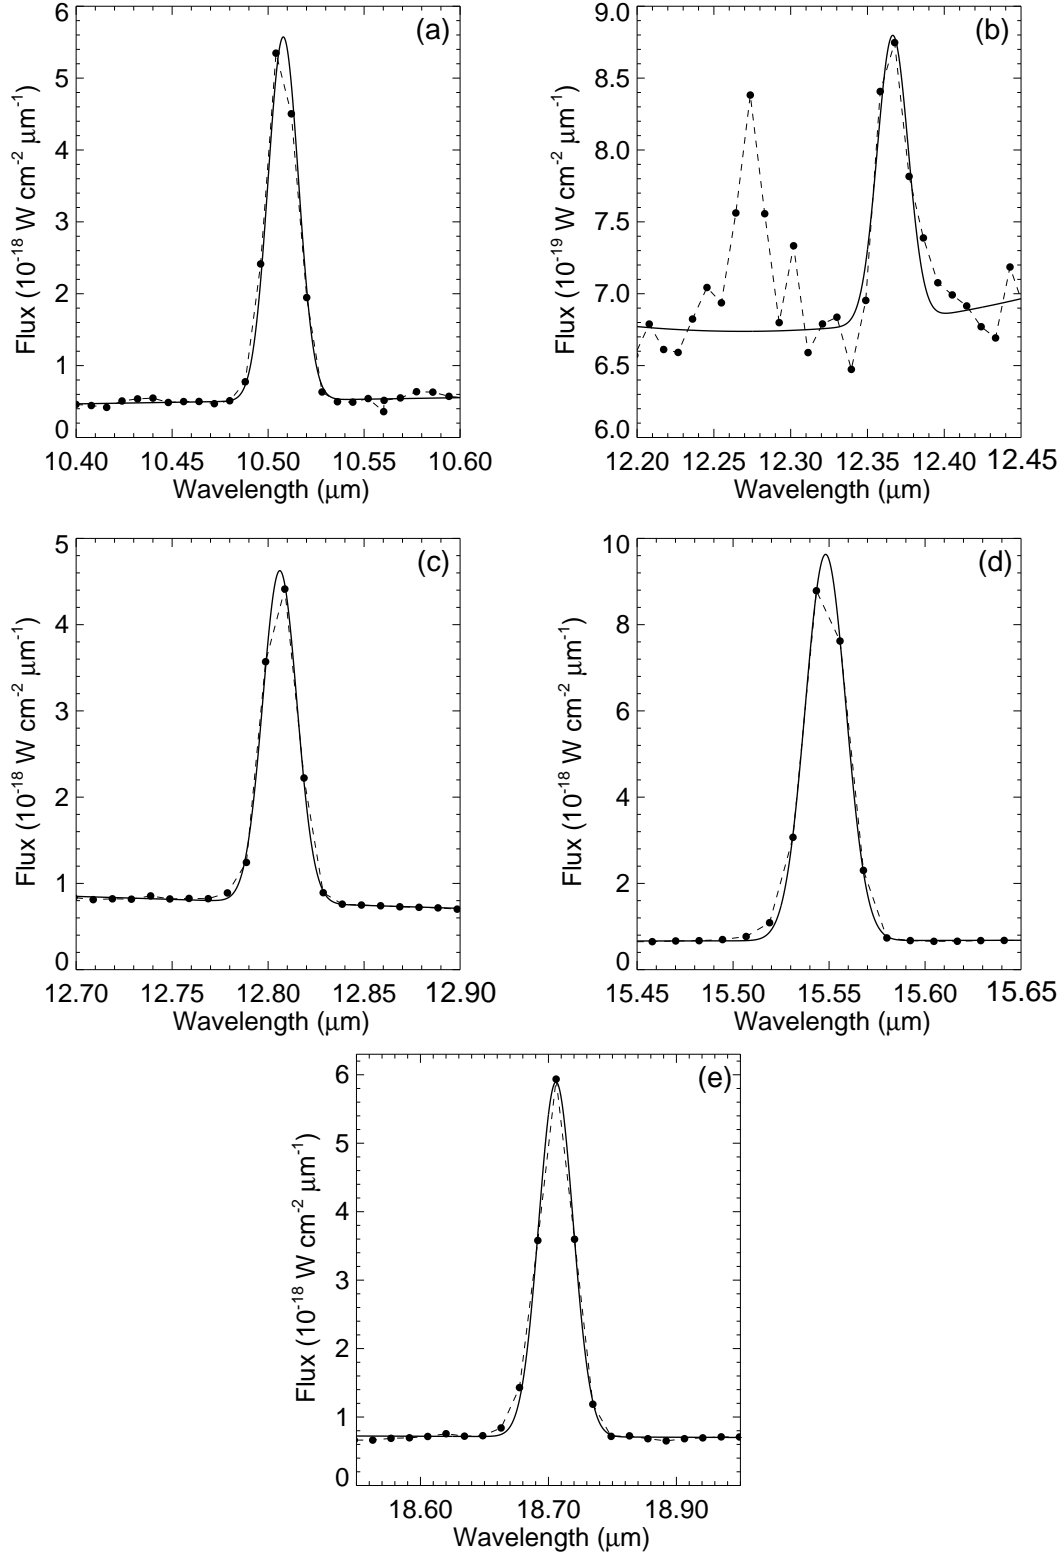 (a)
6
5
4
3
2
1
0
Flux (10⁻¹⁸ W cm⁻² μm⁻¹)
10.40 10.45 10.50 10.55 10.60
Wavelength (μm)
(b)
9.0
8.5
8.0
7.5
7.0
6.5
6.0
Flux (10⁻¹⁹ W cm⁻² μm⁻¹)
12.20 12.25 12.30 12.35 12.40 12.45
Wavelength (μm)
(c)
5
4
3
2
1
0
Flux (10⁻¹⁸ W cm⁻² μm⁻¹)
12.70 12.75 12.80 12.85 12.90
Wavelength (μm)
(d)
10
8
6
4
2
0
Flux (10⁻¹⁸ W cm⁻² μm⁻¹)
15.45 15.50 15.55 15.60 15.65
Wavelength (μm)
(e)
6
5
4
3
2
1
0
Flux (10⁻¹⁸ W cm⁻² μm⁻¹)
18.60 18.70 18.90
Wavelength (μm)